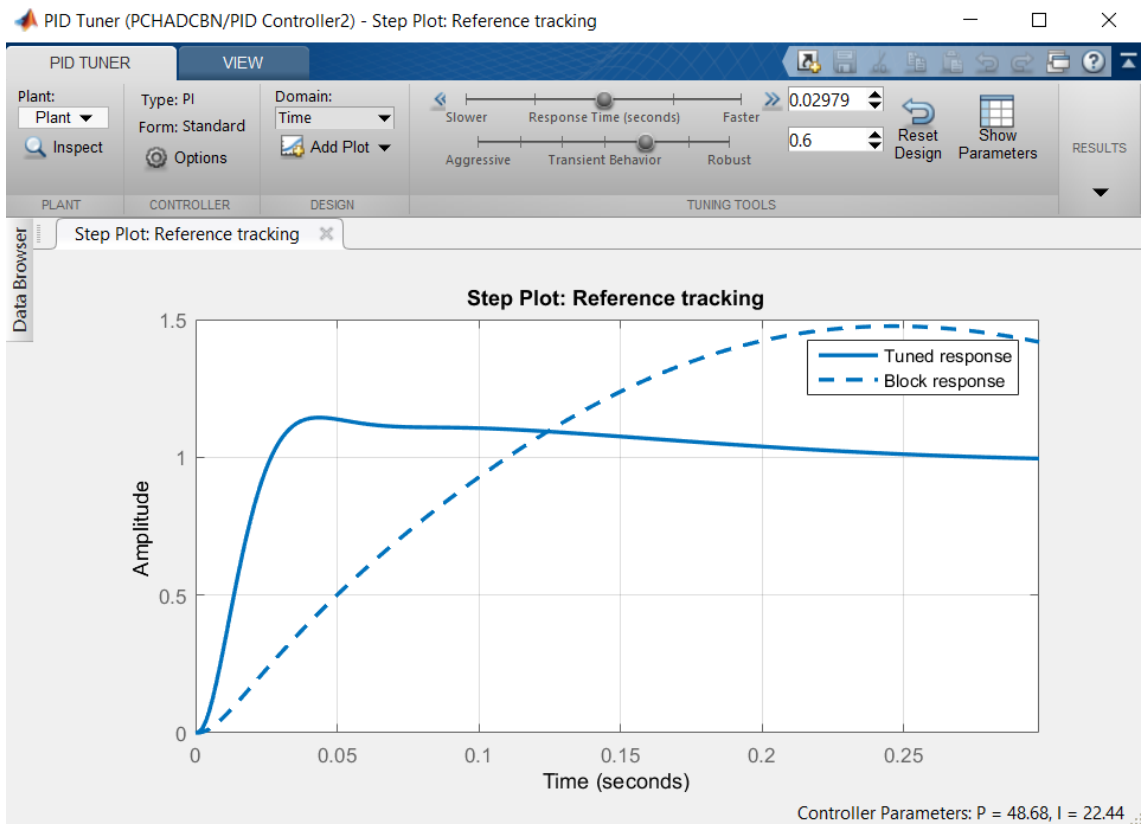 PID Tuner (PCHADCBN/PID Controller2) - Step Plot: Reference tracking
PID TUNER
VIEW
Plant:
Plant
Inspect
PLANT
Type: PI
Form: Standard
Options
CONTROLLER
Domain:
Time
Add Plot
DESIGN
Slower
Response Time (seconds)
Faster
0.02979
Aggressive
Transient Behavior
Robust
0.6
Reset
Design
Show
Parameters
TUNING TOOLS
RESULTS
Data Browser
Step Plot: Reference tracking
Step Plot: Reference tracking
Tuned response
Block response
Amplitude
1.5
1
0.5
0
0
0.05
0.1
0.15
0.2
0.25
Time (seconds)
Controller Parameters: P = 48.68, I = 22.44